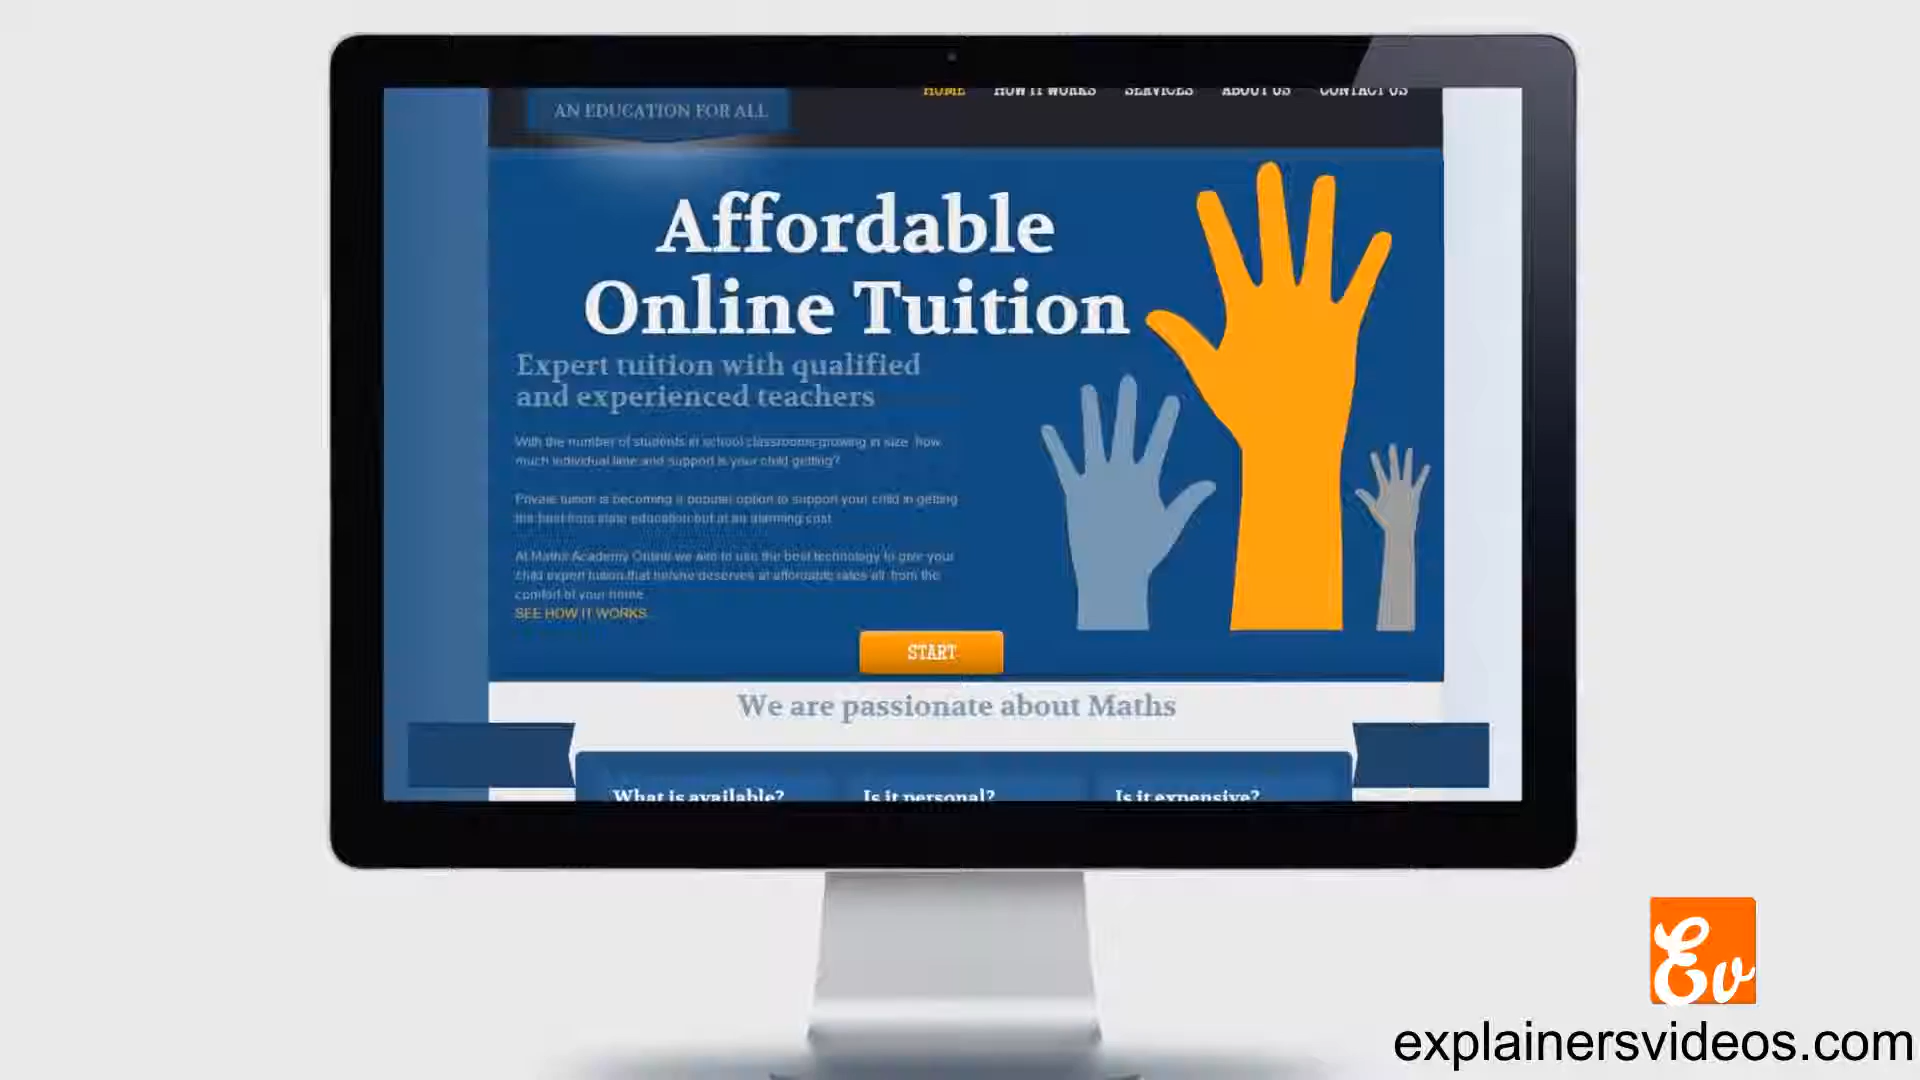 HOME HOW IT WORKS SERVICES ABOUT US CONTACT US
AN EDUCATION FOR ALL
Affordable
Online Tuition
Expert tuition with qualified
and experienced teachers
With the number of students in school classrooms growing in size how
much individual time and support is your child getting?
Private tuition is becoming a popular option to support your child in getting
the best from state education but at an alarming cost
At Maths Academy Online we aim to use the best technology to give your
child expert tuition that he/she deserves at affordable rates all from the
comfort of your home
SEE HOW IT WORKS
START
We are passionate about Maths
What is available? Is it personal? Is it expensive?
Ev
explainersvideos.com